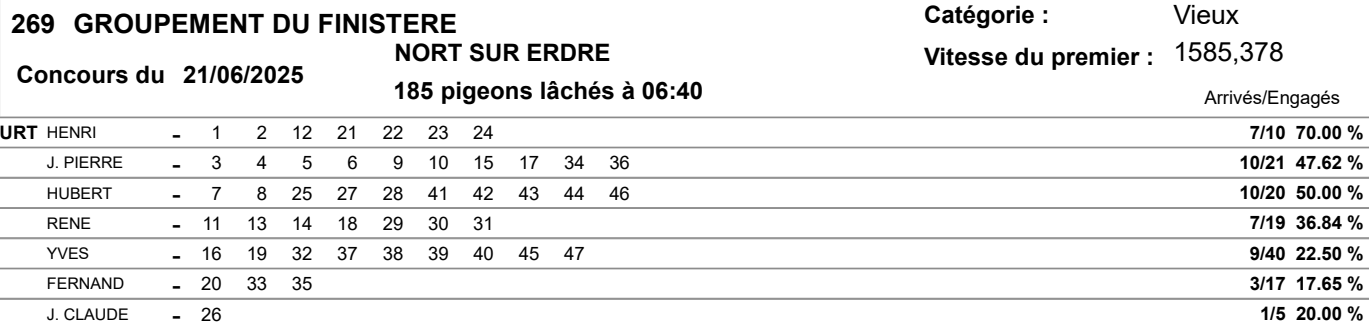 269 GROUPEMENT DU FINISTERE
Catégorie : Vieux
NORT SUR ERDRE
Vitesse du premier : 1585,378
Concours du 21/06/2025
185 pigeons lâchés à 06:40
Arrivés/Engagés
URT HENRI - 1 2 12 21 22 23 24 7/10 70.00 %
J. PIERRE - 3 4 5 6 9 10 15 17 34 36 10/21 47.62 %
HUBERT - 7 8 25 27 28 41 42 43 44 46 10/20 50.00 %
RENE - 11 13 14 18 29 30 31 7/19 36.84 %
YVES - 16 19 32 37 38 39 40 45 47 9/40 22.50 %
FERNAND - 20 33 35 3/17 17.65 %
J. CLAUDE - 26 1/5 20.00 %